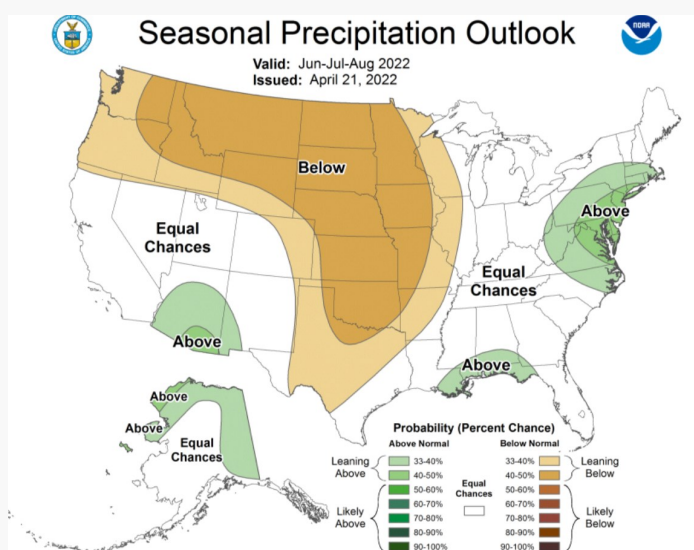 NOAA
Seasonal Precipitation Outlook
Valid: Jun-Jul-Aug 2022
Issued: April 21, 2022
Below
Equal
Chances
Above
Equal
Chances
Above
Above
Above
Above
Equal
Chances
Probability (Percent Chance)
Above Normal
Below Normal
Leaning
Above
33-40%
40-50%
Likely
Above
50-60%
60-70%
70-80%
80-90%
90-100%
Equal
Chances
33-40%
40-50%
Leaning
Below
50-60%
60-70%
70-80%
80-90%
90-100%
Likely
Below